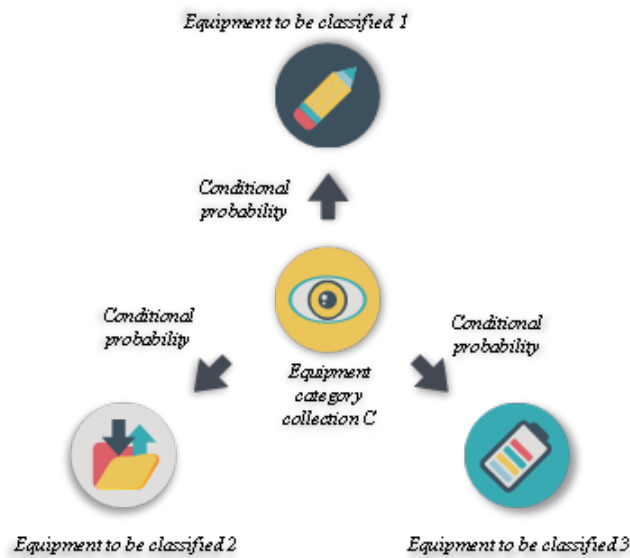 Equipment to be classified 1
Conditional
probability
Conditional
probability
Conditional
probability
Equipment
category
collection C
Equipment to be classified 2
Equipment to be classified 3